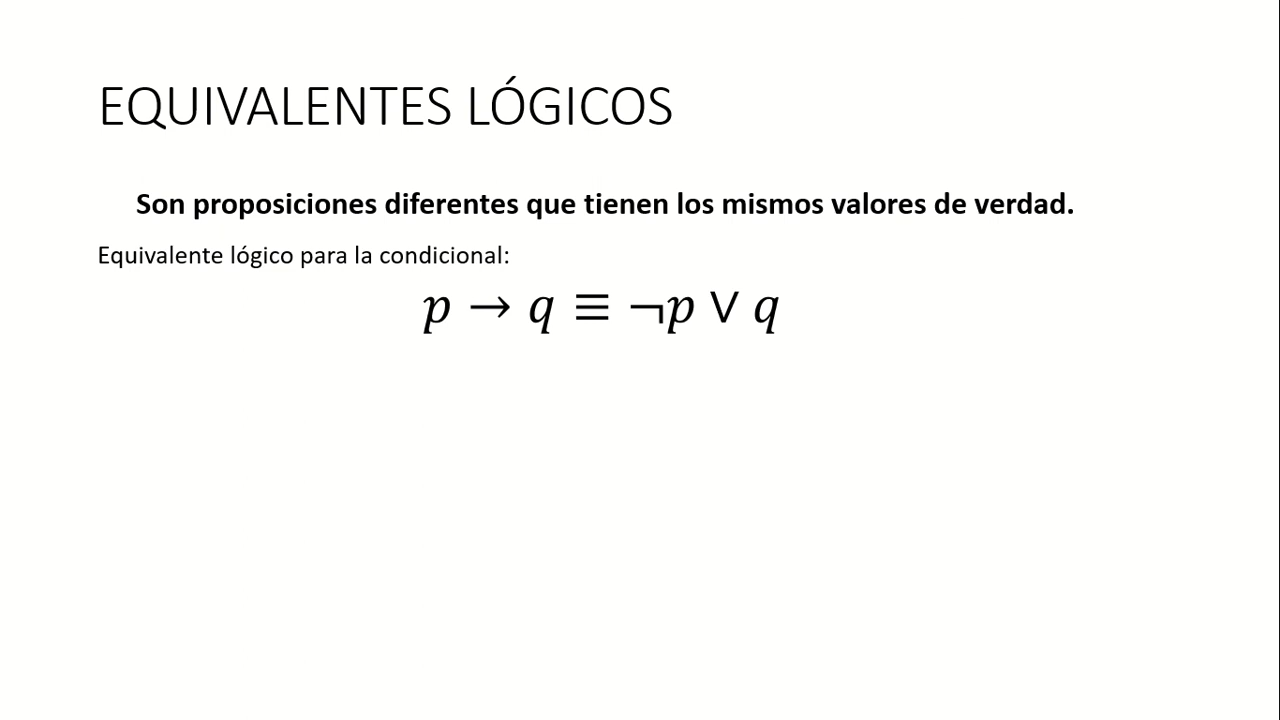 EQUIVALENTES LÓGICOS
Son proposiciones diferentes que tienen los mismos valores de verdad.
Equivalente lógico para la condicional:
p → q ≡ ¬p ∨ q